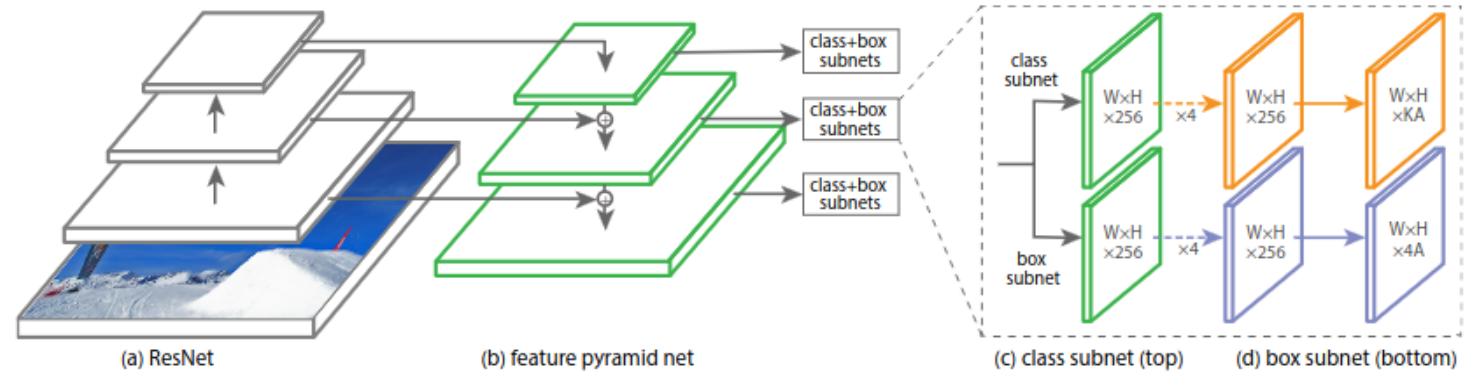 class+box
subnets
class+box
subnets
class+box
subnets
class
subnet
W×H
×256
×4
W×H
×256
W×H
×KA
box
subnet
W×H
×256
×4
W×H
×256
W×H
×4A
(a) ResNet
(b) feature pyramid net
(c) class subnet (top)
(d) box subnet (bottom)